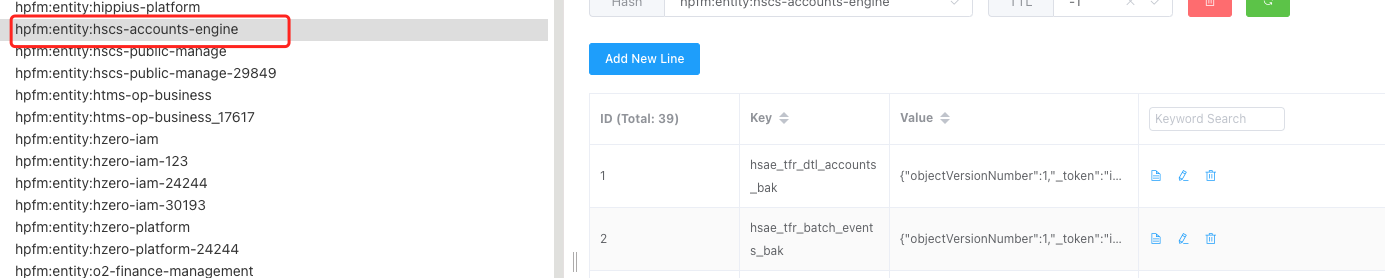 hpfm:entity:hippius-platform
hpfm:entity:hscs-accounts-engine
hpfm:entity:hscs-public-manage
hpfm:entity:hscs-public-manage-29849
hpfm:entity:htms-op-business
hpfm:entity:htms-op-business_17617
hpfm:entity:hzero-iam
hpfm:entity:hzero-iam-123
hpfm:entity:hzero-iam-24244
hpfm:entity:hzero-iam-30193
hpfm:entity:hzero-platform
hpfm:entity:hzero-platform-24244
hpfm:entity:o2-finance-management
Hash hpfm:entity:hscs-accounts-engine TTL -1
Add New Line
ID (Total: 39) Key Value Keyword Search
1 hsae_tfr_dtl_accounts {"objectVersionNumber":1,"_token":"i...
_bak
2 hsae_tfr_batch_event {"objectVersionNumber":1,"_token":"i...
s_bak